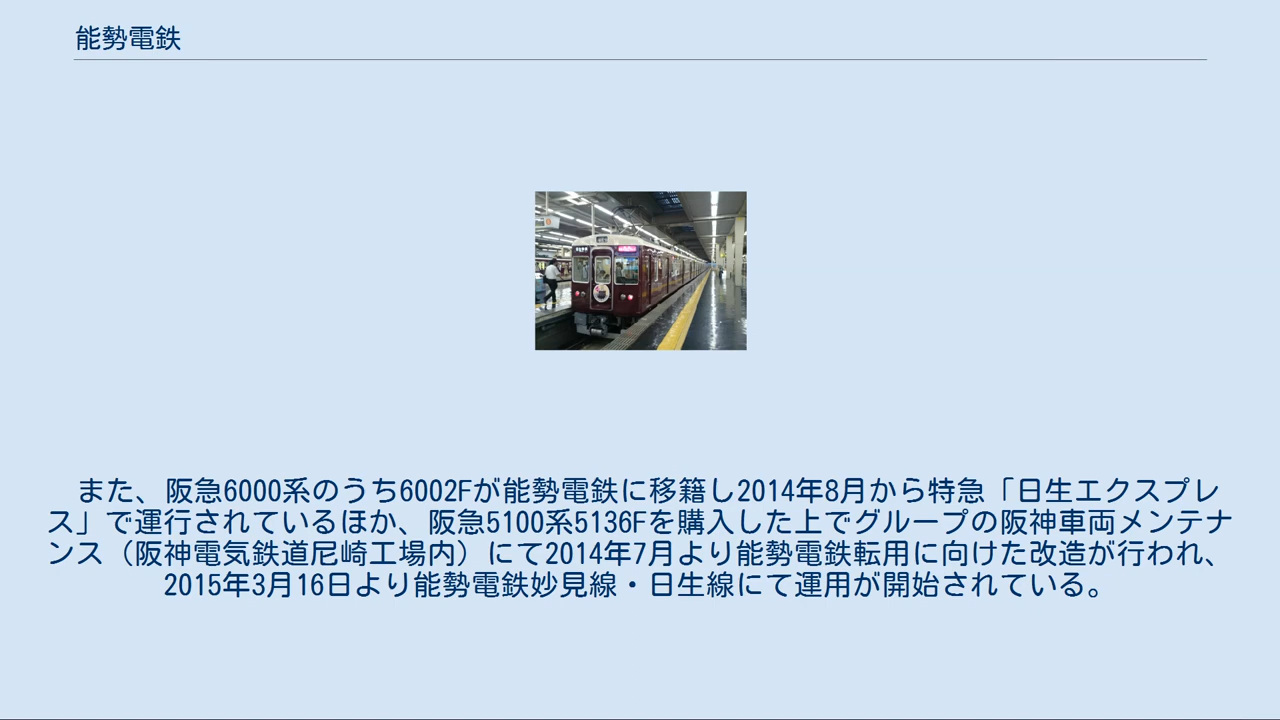 能勢電鉄
また、阪急6000系のうち6002Fが能勢電鉄に移籍し2014年8月から特急「日生エクスプレ
ス」で運行されているほか、阪急5100系5136Fを購入した上でグループの阪神車両メンテナ
ンス（阪神電気鉄道尼崎工場内）にて2014年7月より能勢電鉄転用に向けた改造が行われ、
2015年3月16日より能勢電鉄妙見線・日生線にて運用が開始されている。